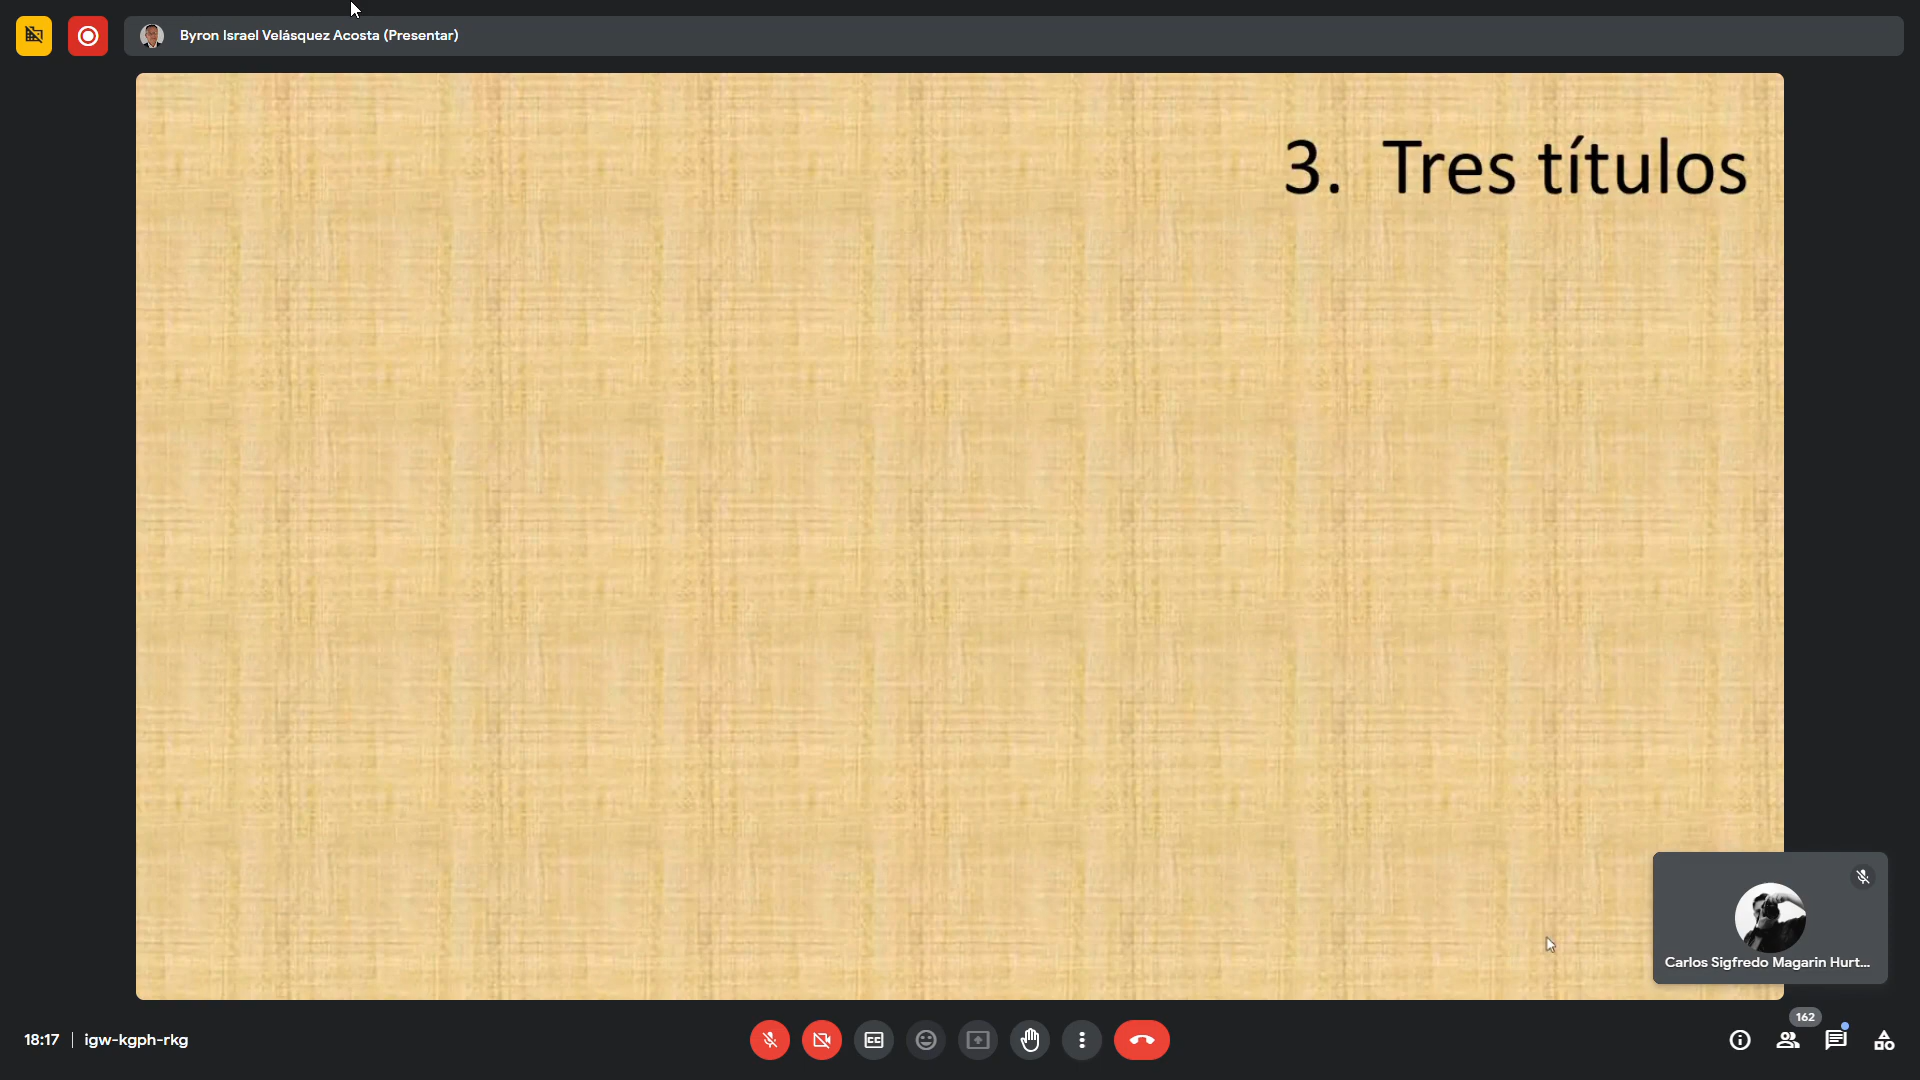 Byron Israel Velásquez Acosta (Presentar)
3. Tres títulos
Carlos Sigfredo Magarin Hurt...
162
18:17 | igw-kgph-rkg